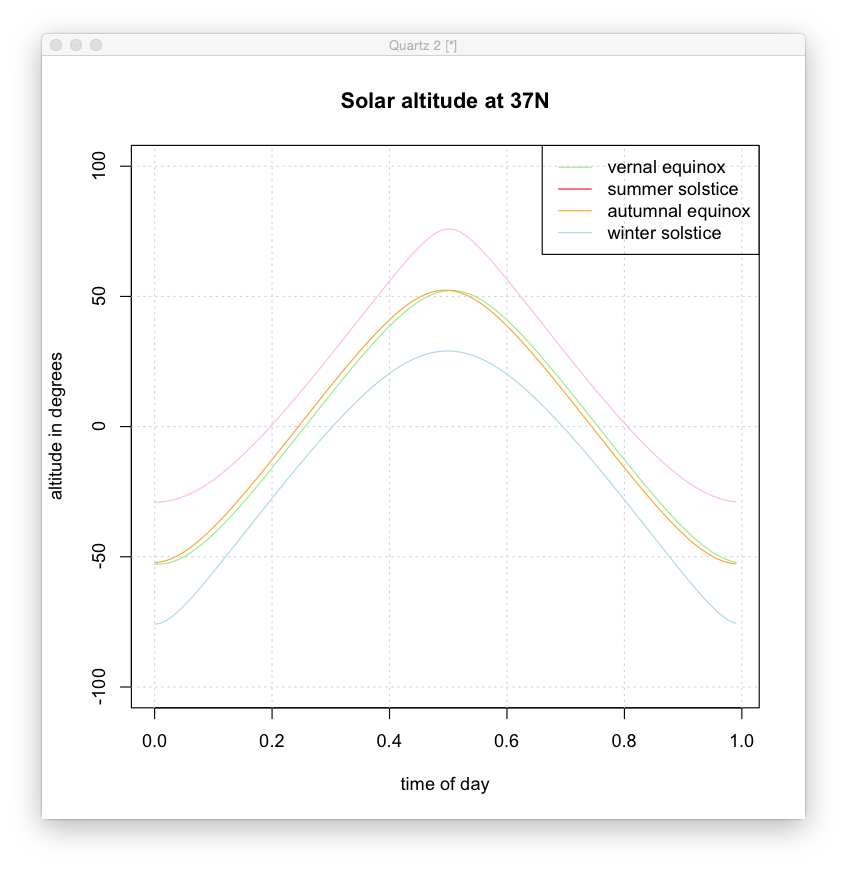 Quartz 2 [*]
Solar altitude at 37N
vernal equinox
summer solstice
autumnal equinox
winter solstice
100
50
0
-50
-100
altitude in degrees
0.0 0.2 0.4 0.6 0.8 1.0
time of day